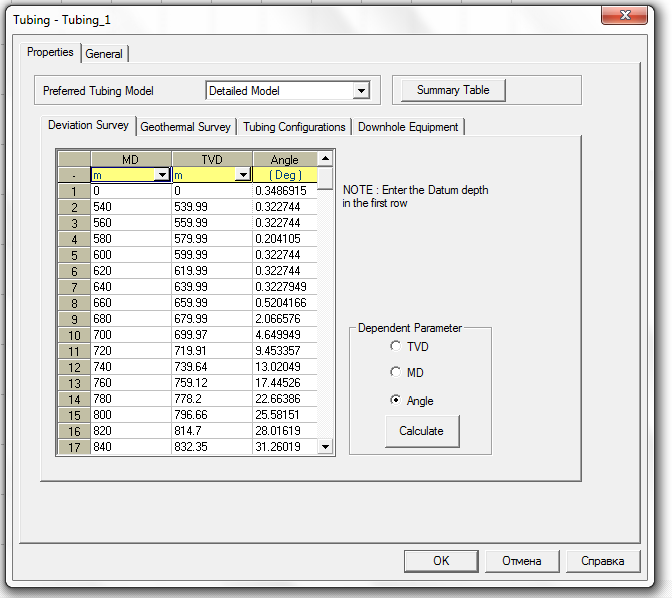 Tubing - Tubing_1
Properties General
Preferred Tubing Model Detailed Model Summary Table
Deviation Survey Geothermal Survey Tubing Configurations Downhole Equipment
MD TVD Angle
- m m ( Deg )
1 0 0 0.3486915
2 540 539.99 0.322744
3 560 559.99 0.322744
4 580 579.99 0.204105
5 600 599.99 0.322744
6 620 619.99 0.322744
7 640 639.99 0.3227949
8 660 659.99 0.5204166
9 680 679.99 2.066576
10 700 699.97 4.649949
11 720 719.91 9.453357
12 740 739.64 13.02049
13 760 759.12 17.44526
14 780 778.2 22.66386
15 800 796.66 25.58151
16 820 814.7 28.01619
17 840 832.35 31.26019
NOTE : Enter the Datum depth
in the first row
Dependent Parameter
TVD
MD
Angle
Calculate
OK Отмена Справка